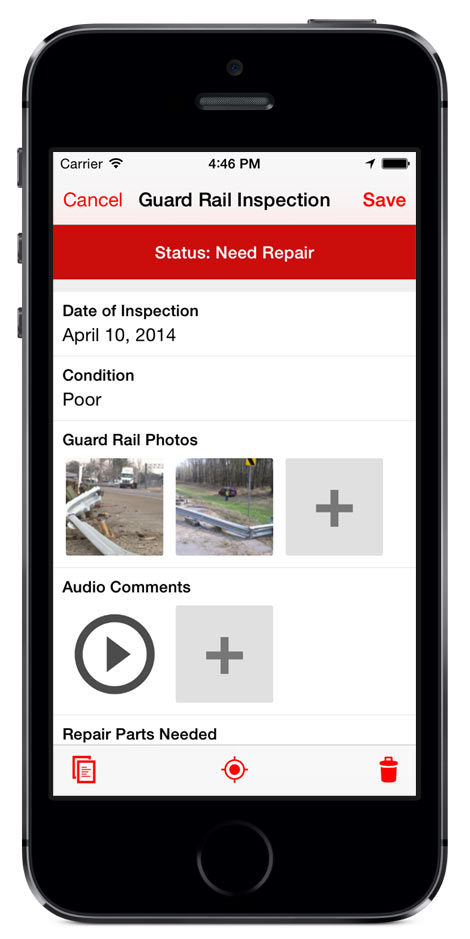 Carrier 4:46 PM
Cancel Guard Rail Inspection Save
Status: Need Repair
Date of Inspection
April 10, 2014
Condition
Poor
Guard Rail Photos
Audio Comments
Repair Parts Needed